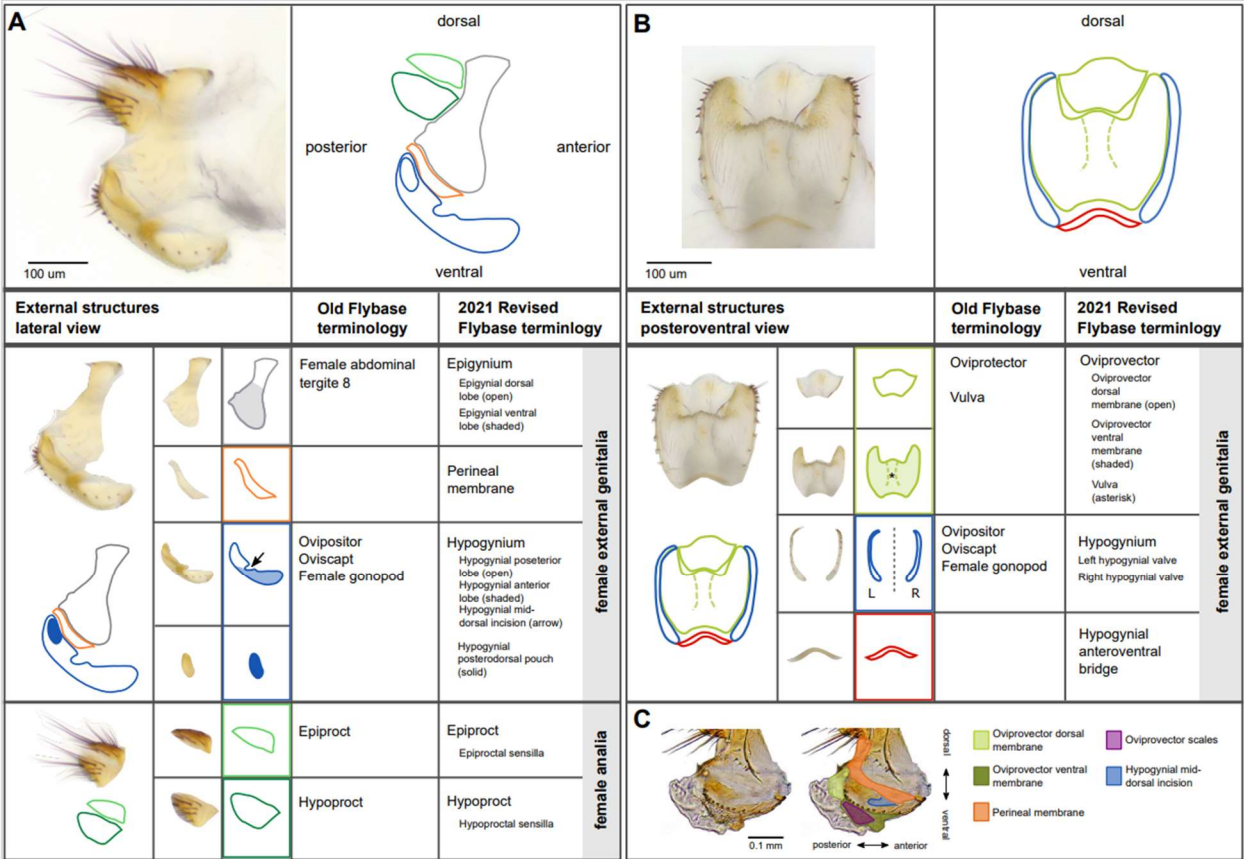 A
dorsal
posterior
anterior
ventral
100 um
External structures
lateral view
Old Flybase
terminology
2021 Revised
Flybase terminlogy
Female abdominal
tergite 8
Epigynium
Epigynial dorsal
lobe (open)
Epigynial ventral
lobe (shaded)
Perineal
membrane
Ovipositor
Oviscapt
Female gonopod
Hypogynium
Hypogynial poseterior
lobe (open)
Hypogynial anterior
lobe (shaded)
Hypogynial mid-
dorsal incision (arrow)
Hypogynial
posterodorsal pouch
(solid)
female external genitalia
Epiproct
Epiproct
Epiproctal sensilla
Hypoproct
Hypoproct
Hypoproctal sensilla
female analia
B
dorsal
ventral
100 um
External structures
posteroventral view
Old Flybase
terminology
2021 Revised
Flybase terminlogy
Oviprotector
Vulva
Oviprovector
Oviprovector
dorsal
membrane (open)
Oviprovector
ventral
membrane
(shaded)
Vulva
(asterisk)
*
L R
Ovipositor
Oviscapt
Female gonopod
Hypogynium
Left hypogynial valve
Right hypogynial valve
Hypogynial
anteroventral
bridge
female external genitalia
C
0.1 mm
posterior
anterior
dorsal
ventral
Oviprovector dorsal
membrane
Oviprovector ventral
membrane
Perineal membrane
Oviprovector scales
Hypogynial mid-
dorsal incision